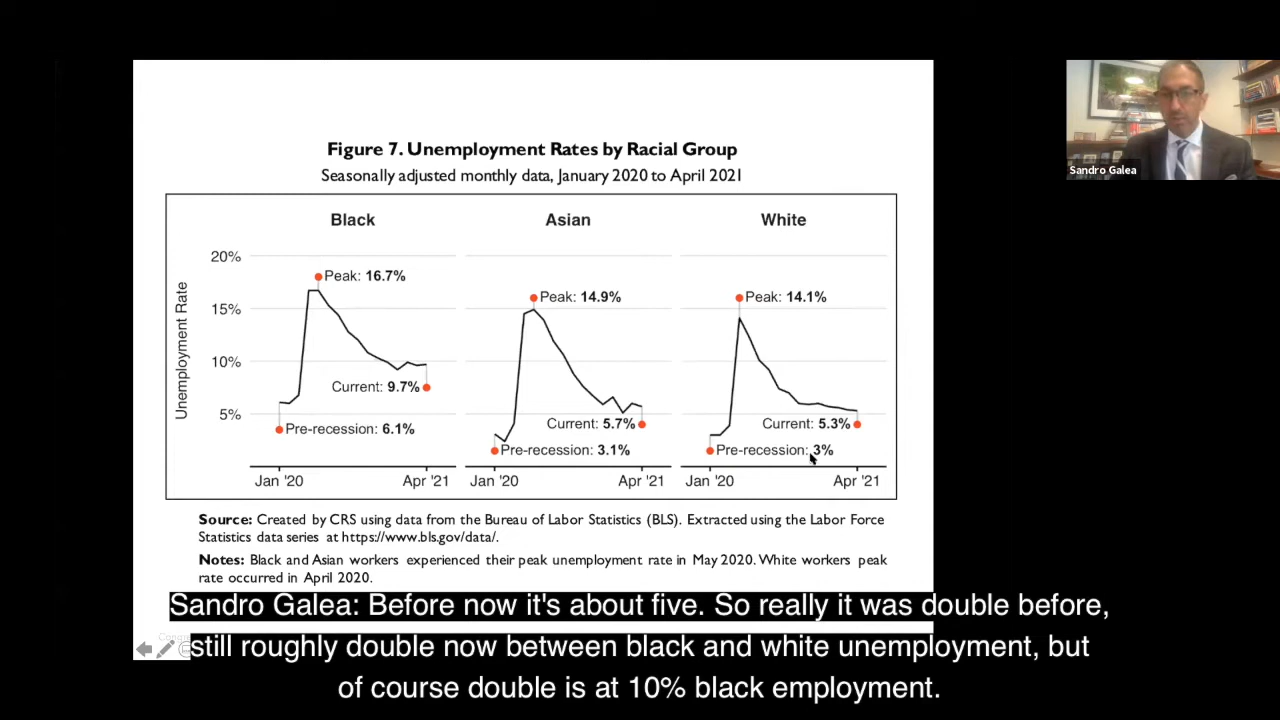 Figure 7. Unemployment Rates by Racial Group
Seasonally adjusted monthly data, January 2020 to April 2021
Black
Asian
White
Unemployment Rate
20%
15%
10%
5%
Peak: 16.7%
Current: 9.7%
Pre-recession: 6.1%
Jan '20
Apr '21
Peak: 14.9%
Current: 5.7%
Pre-recession: 3.1%
Jan '20
Apr '21
Peak: 14.1%
Current: 5.3%
Pre-recession: 3%
Jan '20
Apr '21
Source: Created by CRS using data from the Bureau of Labor Statistics (BLS). Extracted using the Labor Force
Statistics data series at https://www.bls.gov/data/.
Notes: Black and Asian workers experienced their peak unemployment rate in May 2020. White workers peak
rate occurred in April 2020.
Sandro Galea
Sandro Galea: Before now it's about five. So really it was double before,
still roughly double now between black and white unemployment, but
of course double is at 10% black employment.